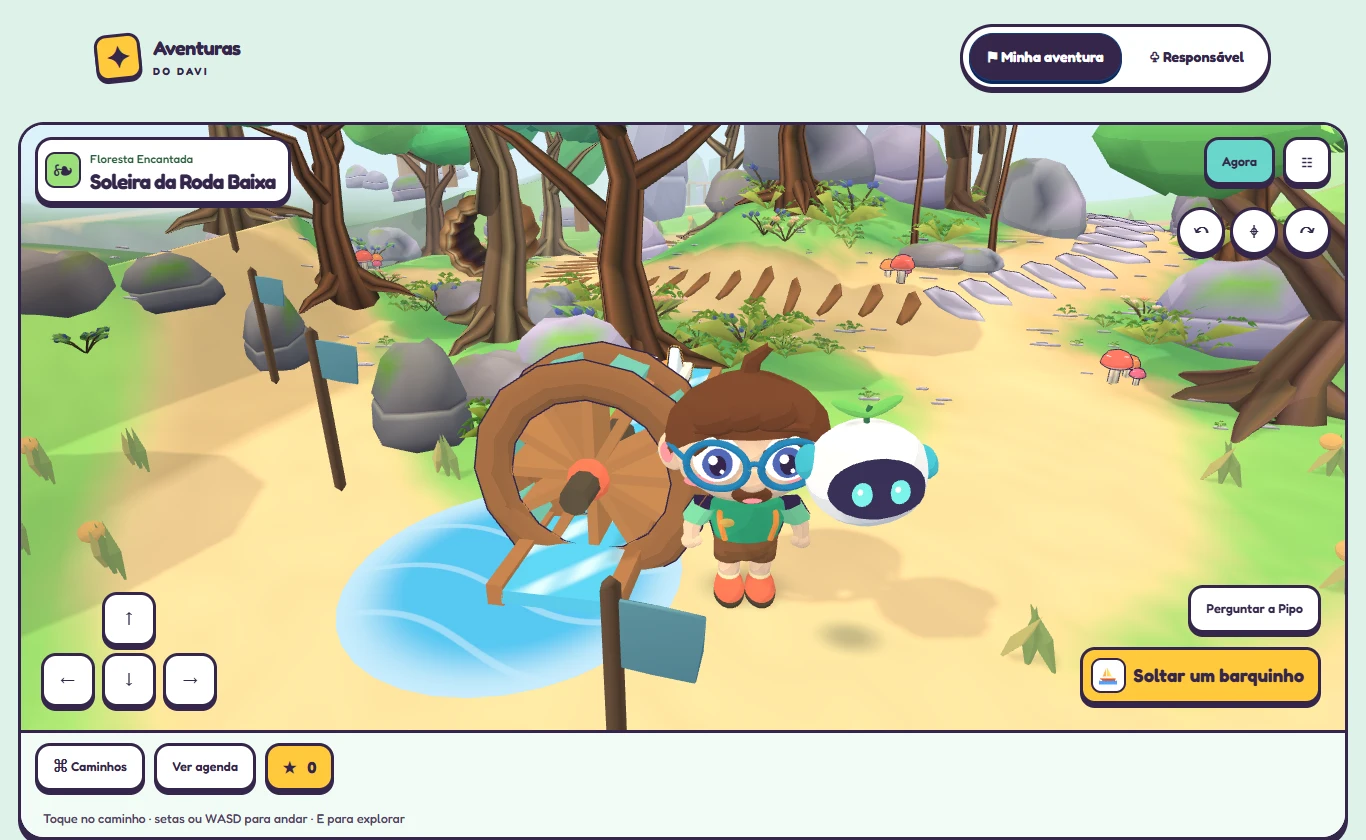 Aventuras
DO DAVI
Minha aventura
Responsável
Floresta Encantada
Soleira da Roda Baixa
Agora
Perguntar a Pipo
Soltar um barquinho
Caminhos
Ver agenda
0
Toque no caminho · setas ou WASD para andar · E para explorar